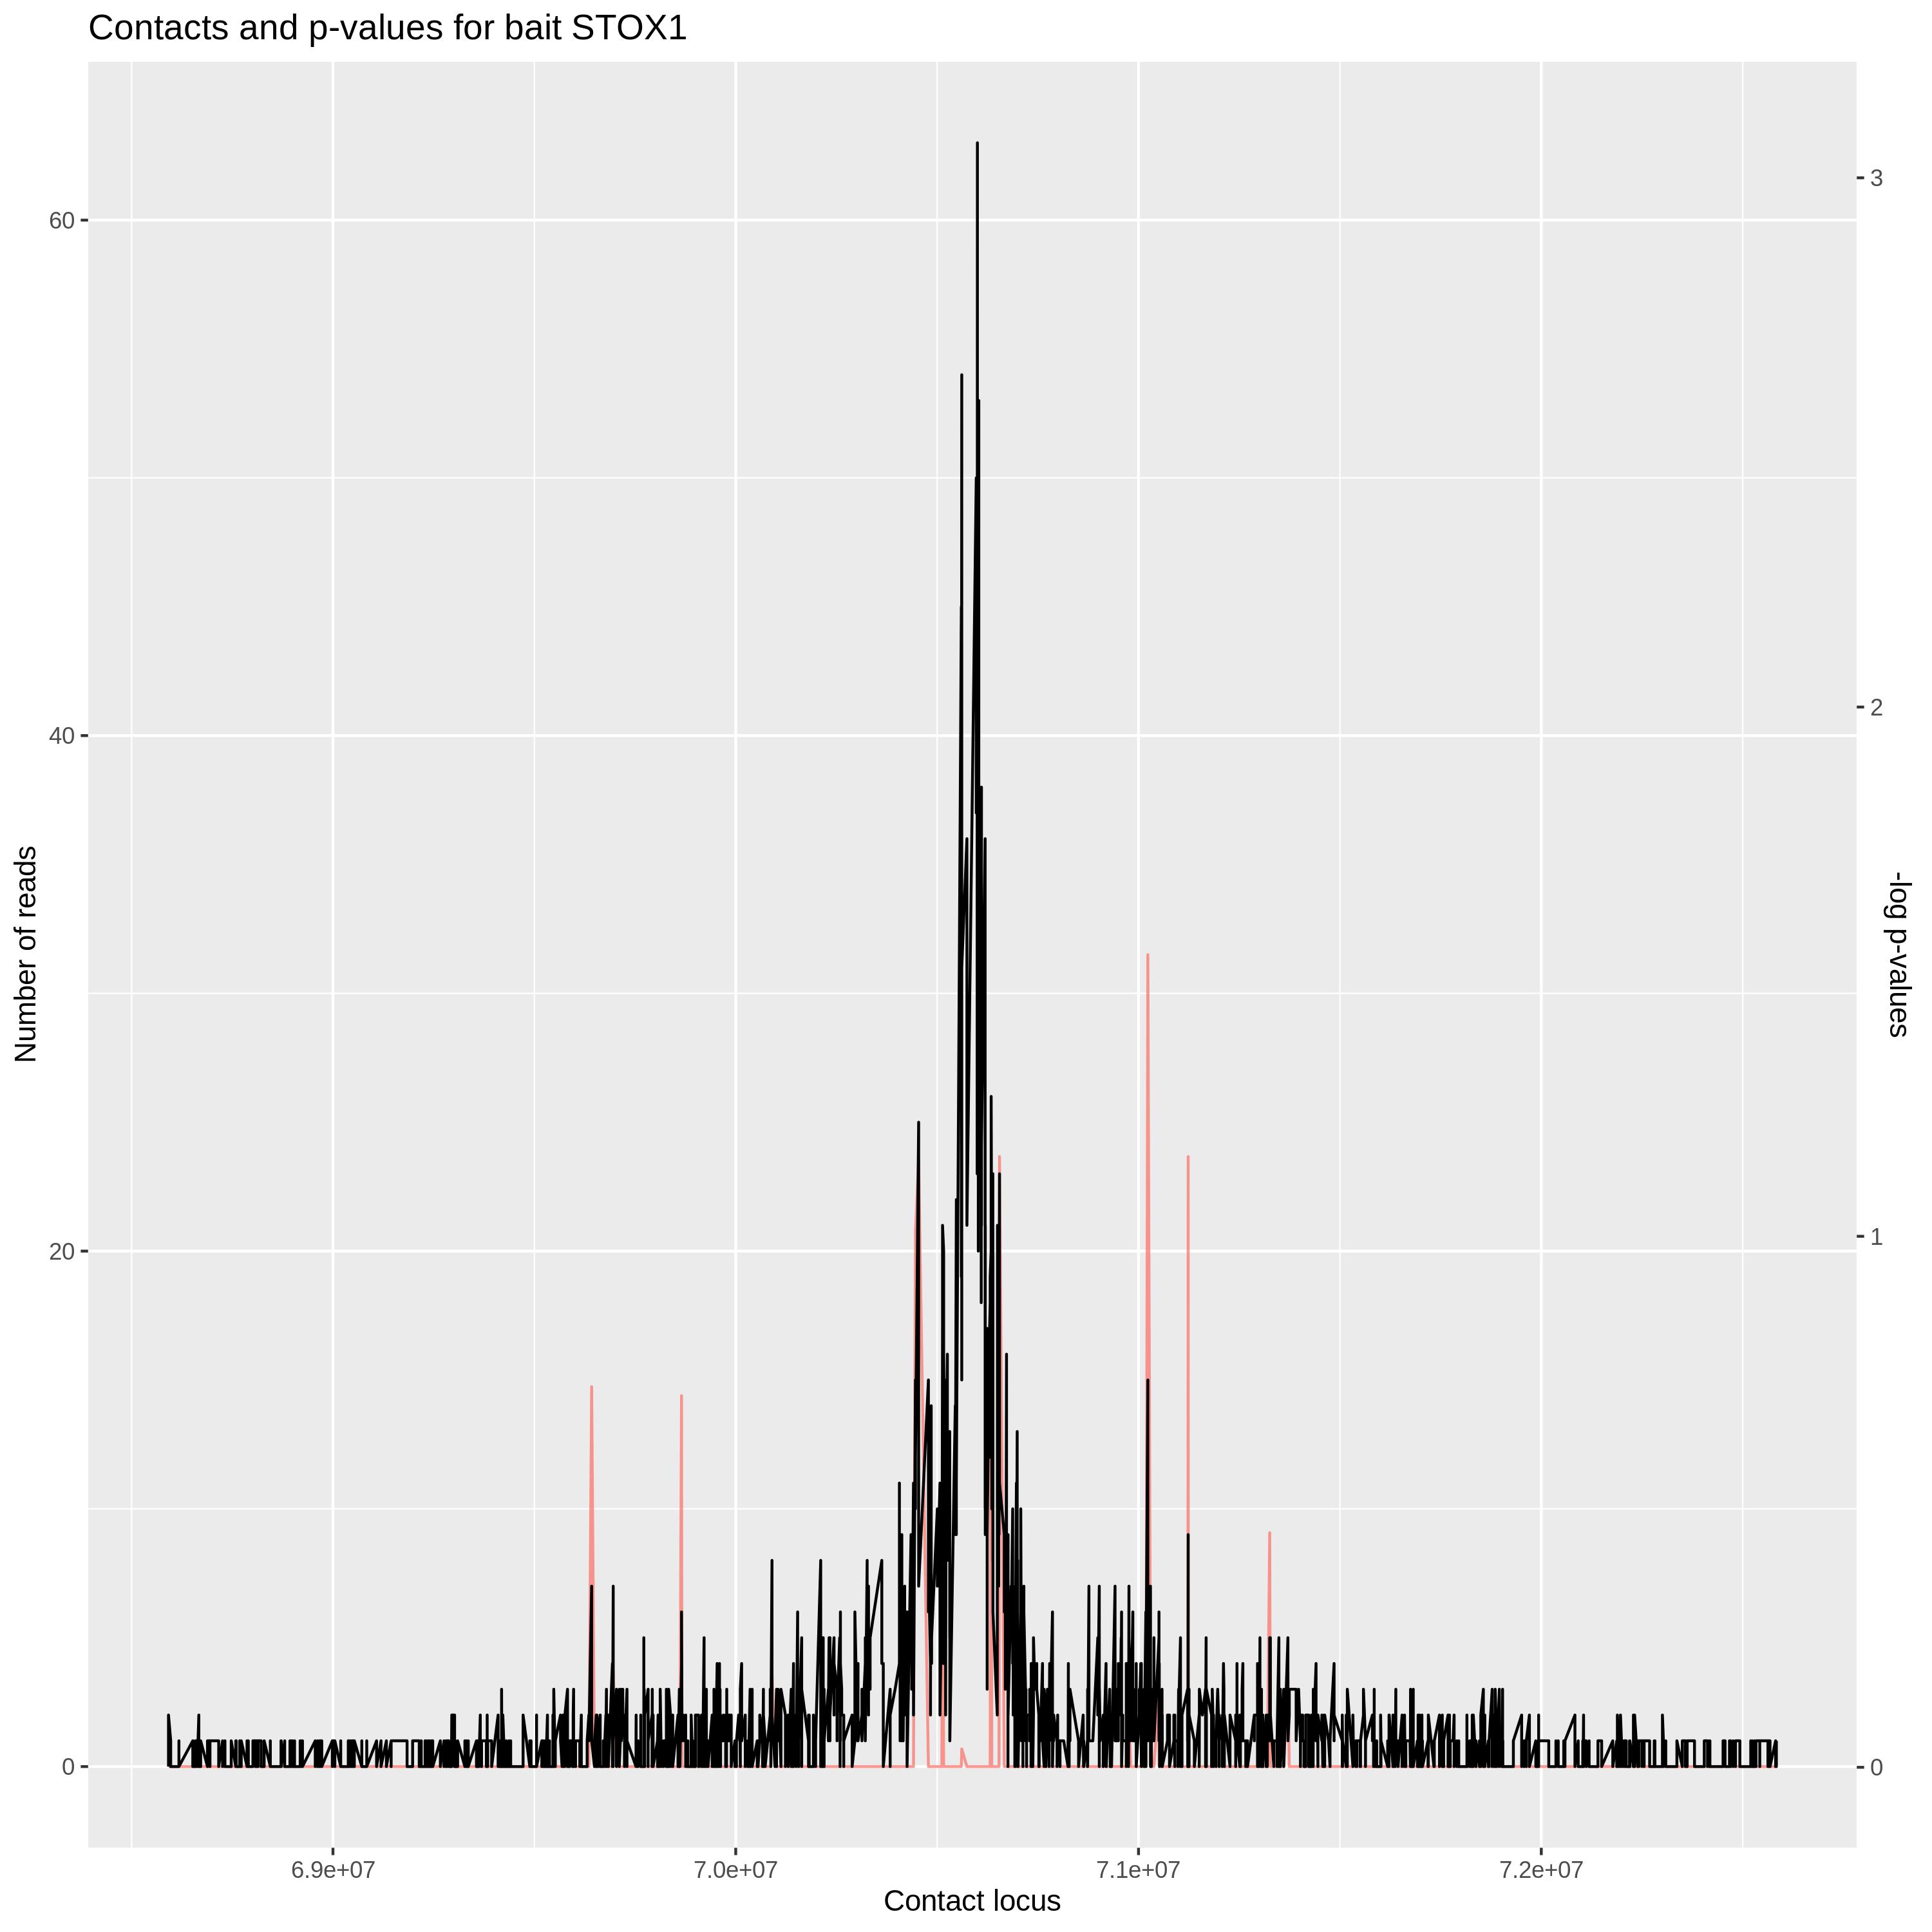 Contacts and p-values for bait STOX1
60
40
20
0
Number of reads
3
2
1
0
-log p-values
6.9e+07
7.0e+07
7.1e+07
7.2e+07
Contact locus